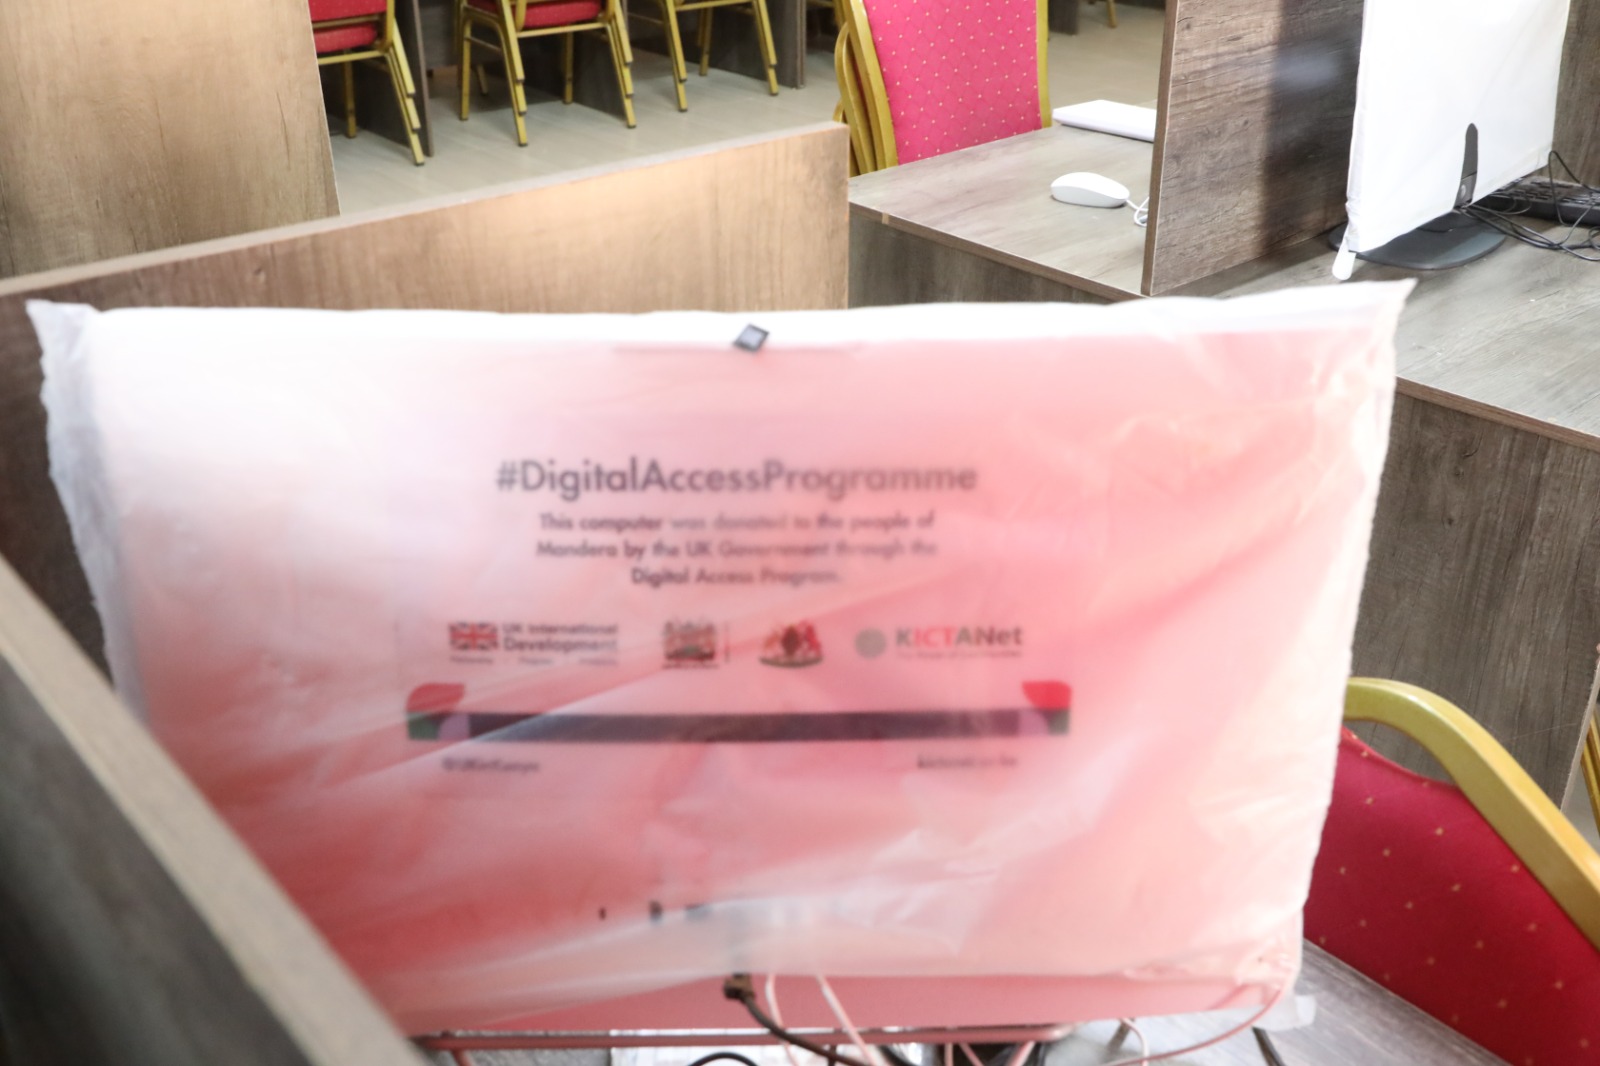 #DigitalAccessProgramme
This computer was donated to the people of
Mandera by the UK Government through the
Digital Access Program.
UK International
Development
KICTANet
@UKinKenya